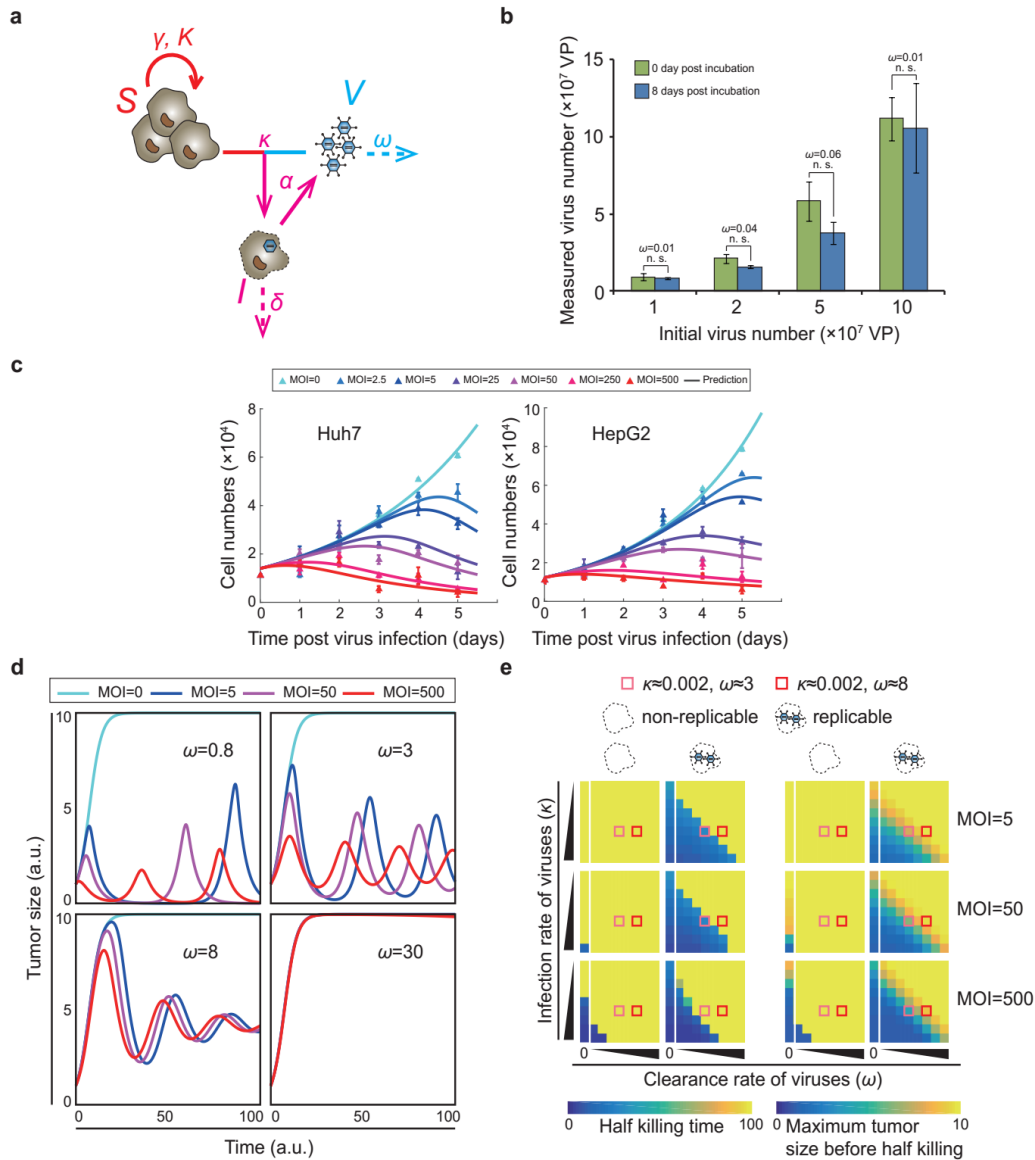 a
γ, K
S
V
κ
ω
α
I
δ
b
Measured virus number (×10⁷ VP)
15
10
5
0
0 day post incubation
8 days post incubation
ω=0.01
n. s.
ω=0.04
n. s.
ω=0.06
n. s.
ω=0.01
n. s.
1 2 5 10
Initial virus number (×10⁷ VP)
c
MOI=0 MOI=2.5 MOI=5 MOI=25 MOI=50 MOI=250 MOI=500 Prediction
Huh7
Cell numbers (×10⁴)
8
6
4
2
0
0 1 2 3 4 5
Time post virus infection (days)
HepG2
Cell numbers (×10⁴)
10
8
6
4
2
0
0 1 2 3 4 5
Time post virus infection (days)
d
MOI=0 MOI=5 MOI=50 MOI=500
Tumor size (a.u.)
10
5
0
ω=0.8
10
5
0
ω=3
10
5
0
ω=8
10
5
0
ω=30
0 50 100
0 50 100
Time (a.u.)
e
κ≈0.002, ω≈3 κ≈0.002, ω≈8
non-replicable replicable
Infection rate of viruses (κ)
MOI=5
MOI=50
MOI=500
0 0 0 0
Clearance rate of viruses (ω)
0 Half killing time 100
0 Maximum tumor size before half killing 10